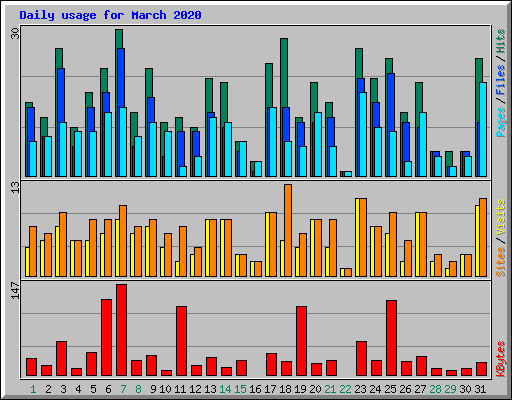 Daily usage for March 2020
30
Pages / Files / Hits
13
Sites / Visits
147
KBytes
1 2 3 4 5 6 7 8 9 10 11 12 13 14 15 16 17 18 19 20 21 22 23 24 25 26 27 28 29 30 31